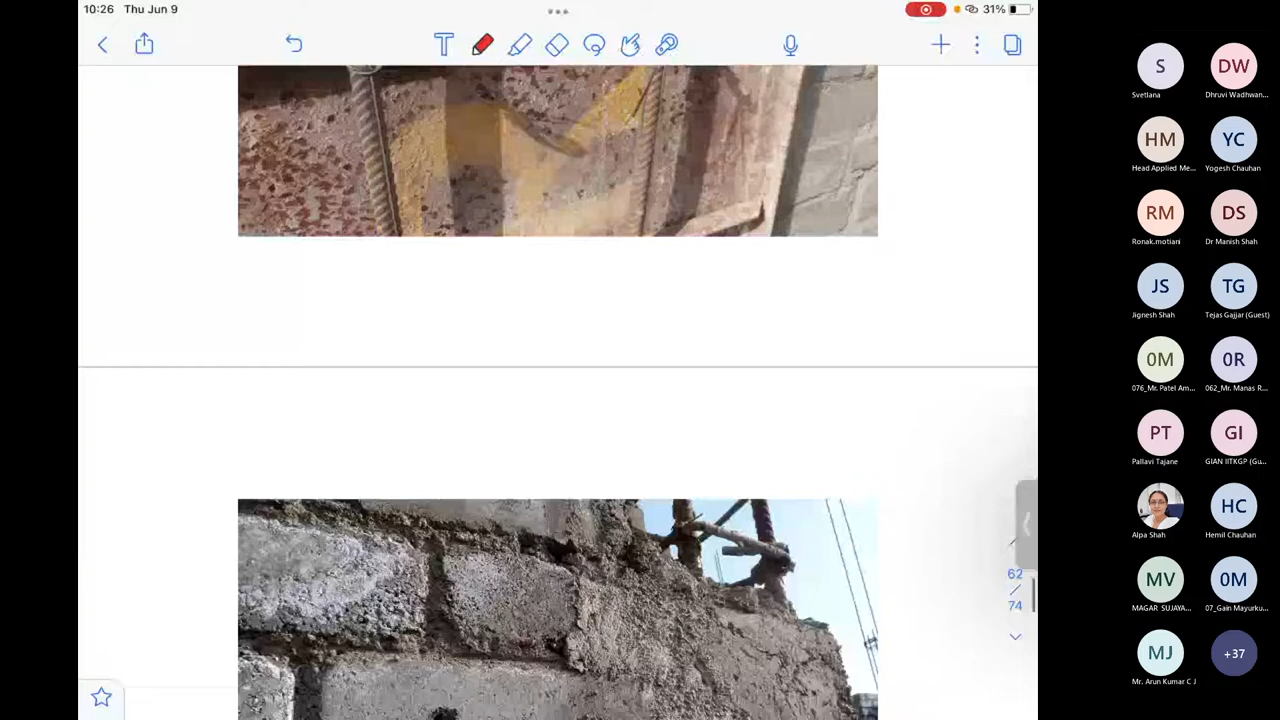 10:26 Thu Jun 9
31%
S
DW
Svetlana
Dhruvi Wadhwan...
HM
YC
Head Applied Me...
Yogesh Chauhan
RM
DS
Ronak.motiani
Dr Manish Shah
JS
TG
Jignesh Shah
Tejas Gajjar (Guest)
0M
0R
076_Mr. Patel Am...
062_Mr. Manas R...
PT
GI
Pallavi Tajane
GIAN IITKGP (Gu...
HC
Alpa Shah
Hemil Chauhan
62
/
74
MV
0M
MAGAR SUJAYA...
07_Gain Mayurku...
MJ
+37
Mr. Arun Kumar C J